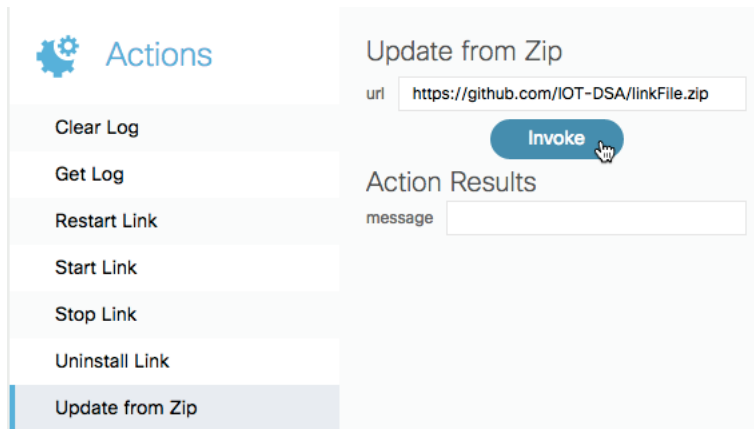 Actions
Clear Log
Get Log
Restart Link
Start Link
Stop Link
Uninstall Link
Update from Zip
Update from Zip
url https://github.com/IOT-DSA/linkFile.zip
Invoke
Action Results
message